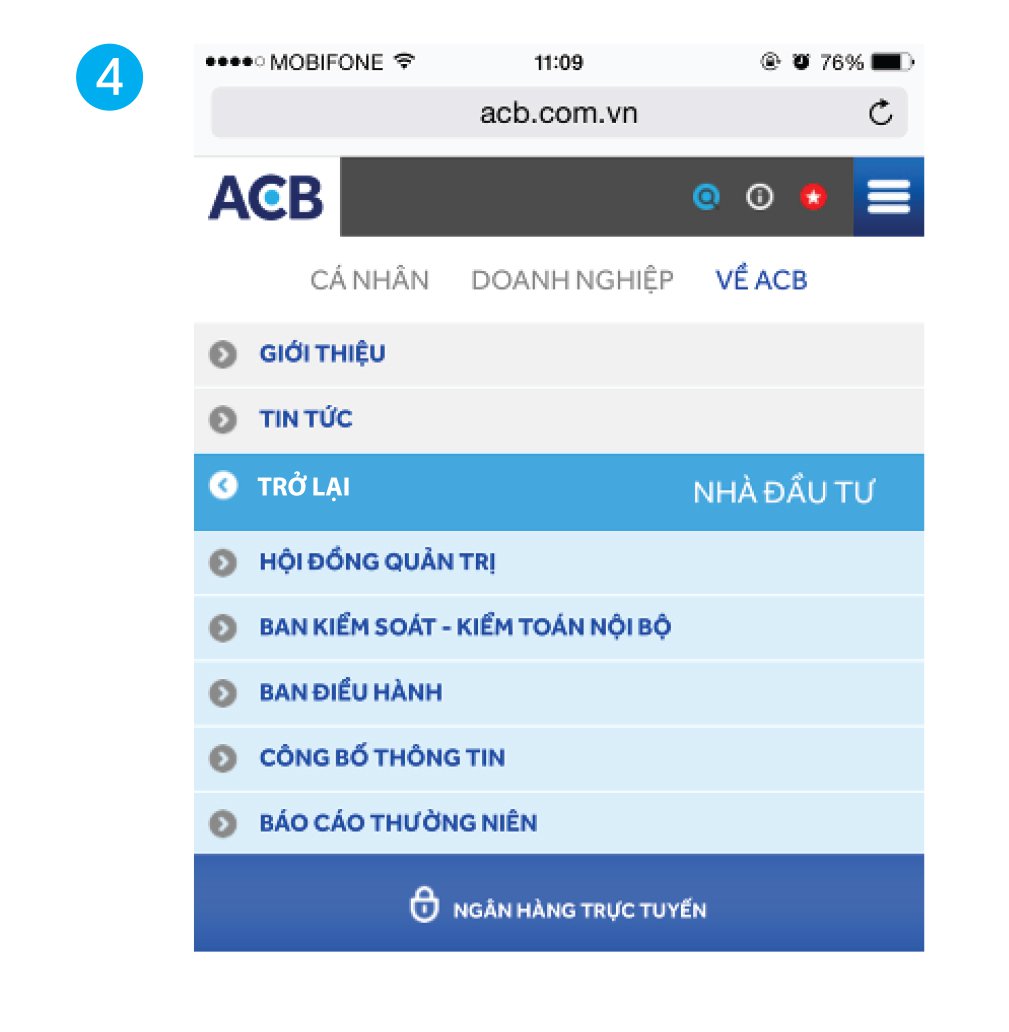 4
MOBIFONE 11:09 76%
acb.com.vn
ACB
CÁ NHÂN DOANH NGHIỆP VỀ ACB
GIỚI THIỆU
TIN TỨC
TRỞ LẠI NHÀ ĐẦU TƯ
HỘI ĐỒNG QUẢN TRỊ
BAN KIỂM SOÁT - KIỂM TOÁN NỘI BỘ
BAN ĐIỀU HÀNH
CÔNG BỐ THÔNG TIN
BÁO CÁO THƯỜNG NIÊN
NGÂN HÀNG TRỰC TUYẾN